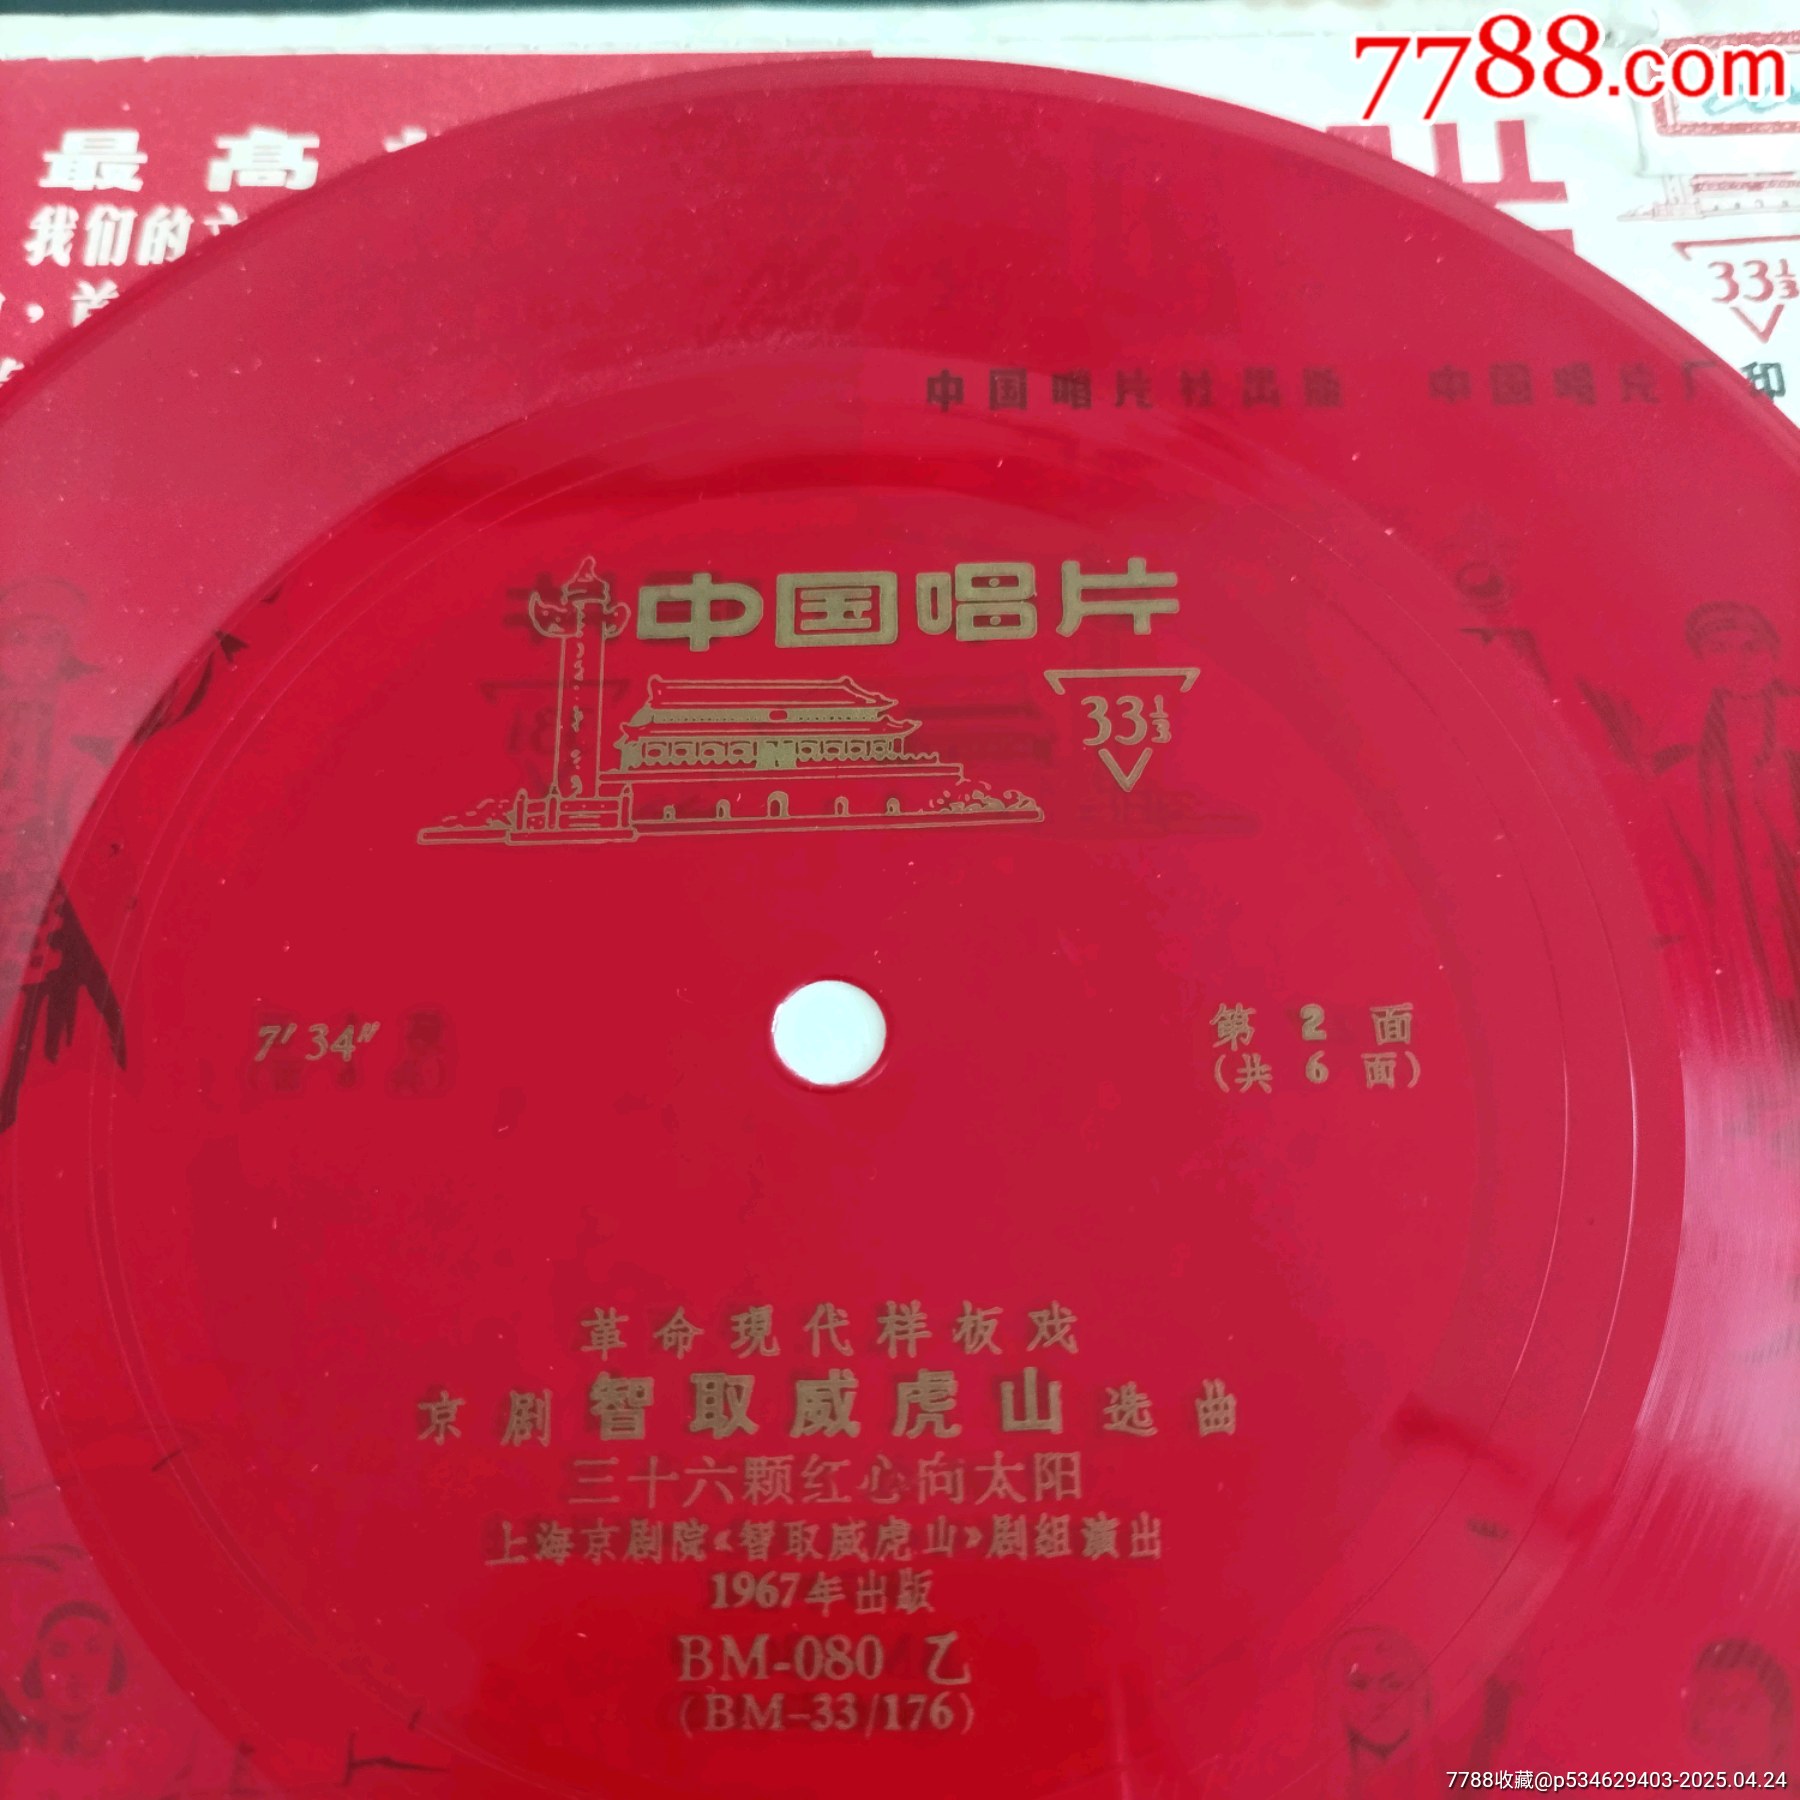 7788.com
最高
我们的
33⅓
中国唱片社出版 中国唱片厂印
中国唱片
33⅓
7′34″
第2面
(共6面)
革命現代样板戏
京剧智取威虎山选曲
三十六颗红心向太阳
上海京剧院《智取威虎山》剧组演出
1967年出版
BM-080 乙
(BM-33/176)
7788收藏@p534629403-2025.04.24